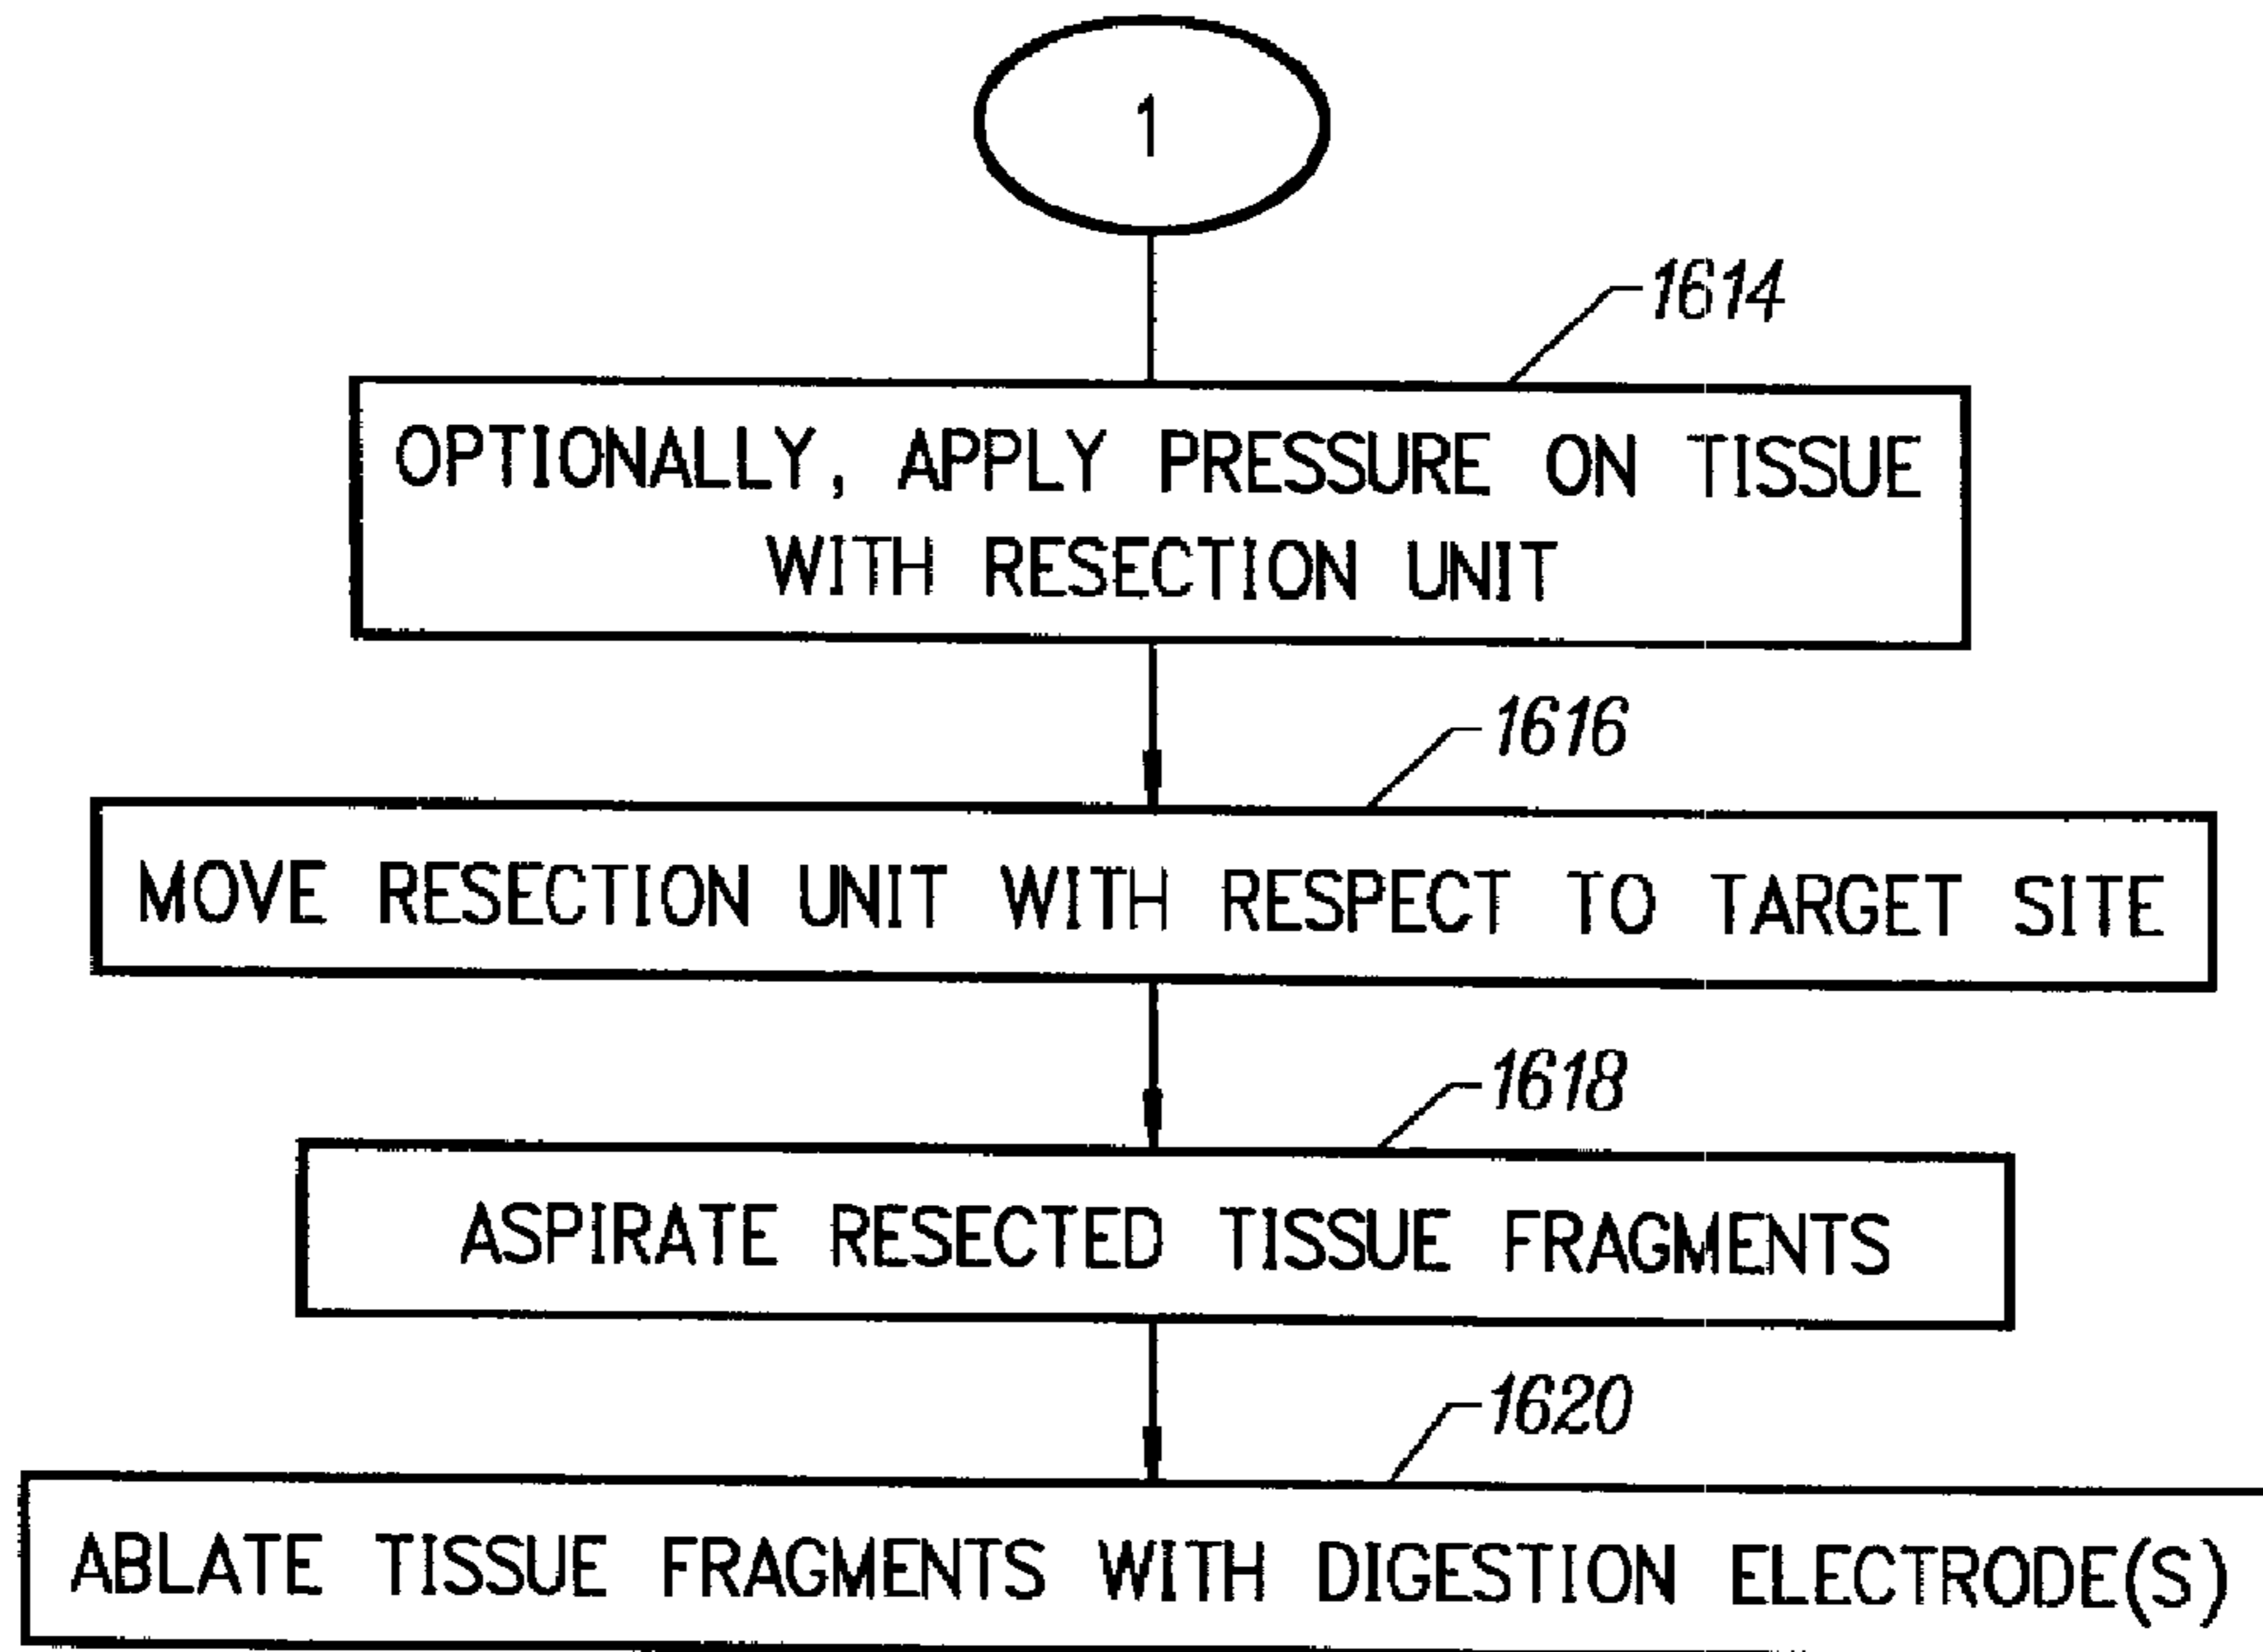 1
1614
OPTIONALLY, APPLY PRESSURE ON TISSUE
WITH RESECTION UNIT
1616
MOVE RESECTION UNIT WITH RESPECT TO TARGET SITE
1618
ASPIRATE RESECTED TISSUE FRAGMENTS
1620
ABLATE TISSUE FRAGMENTS WITH DIGESTION ELECTRODE(S)